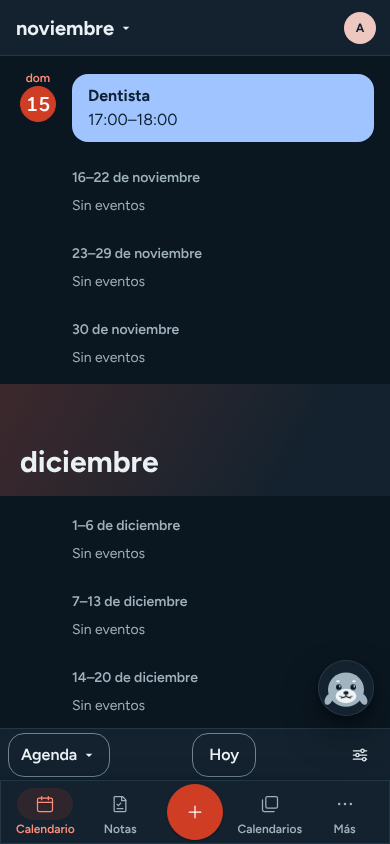 noviembre
A
dom
15
Dentista
17:00–18:00
16–22 de noviembre
Sin eventos
23–29 de noviembre
Sin eventos
30 de noviembre
Sin eventos
diciembre
1–6 de diciembre
Sin eventos
7–13 de diciembre
Sin eventos
14–20 de diciembre
Sin eventos
Agenda
Hoy
Calendario
Notas
Calendarios
Más